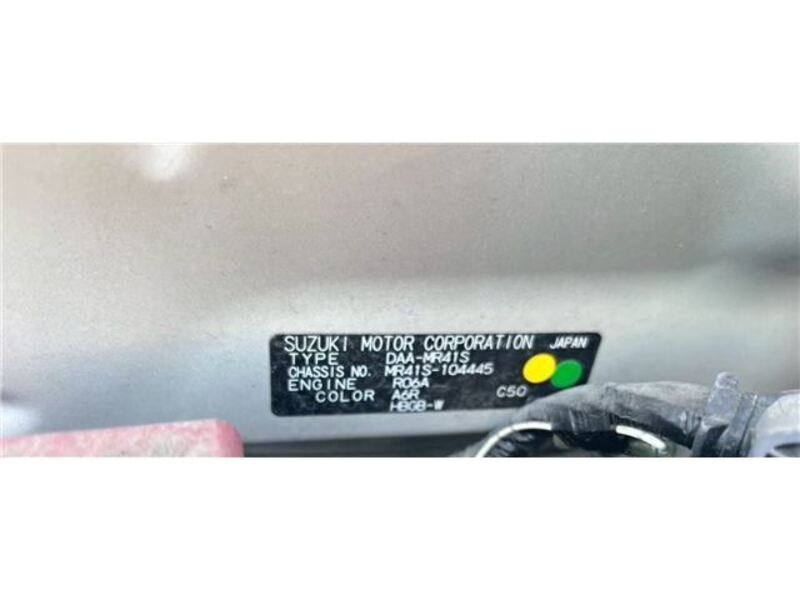 SUZUKI MOTOR CORPORATION JAPAN
TYPE DAA-MR41S
CHASSIS NO. MR41S-104445
ENGINE R06A
COLOR A6R C50
HBGB-W